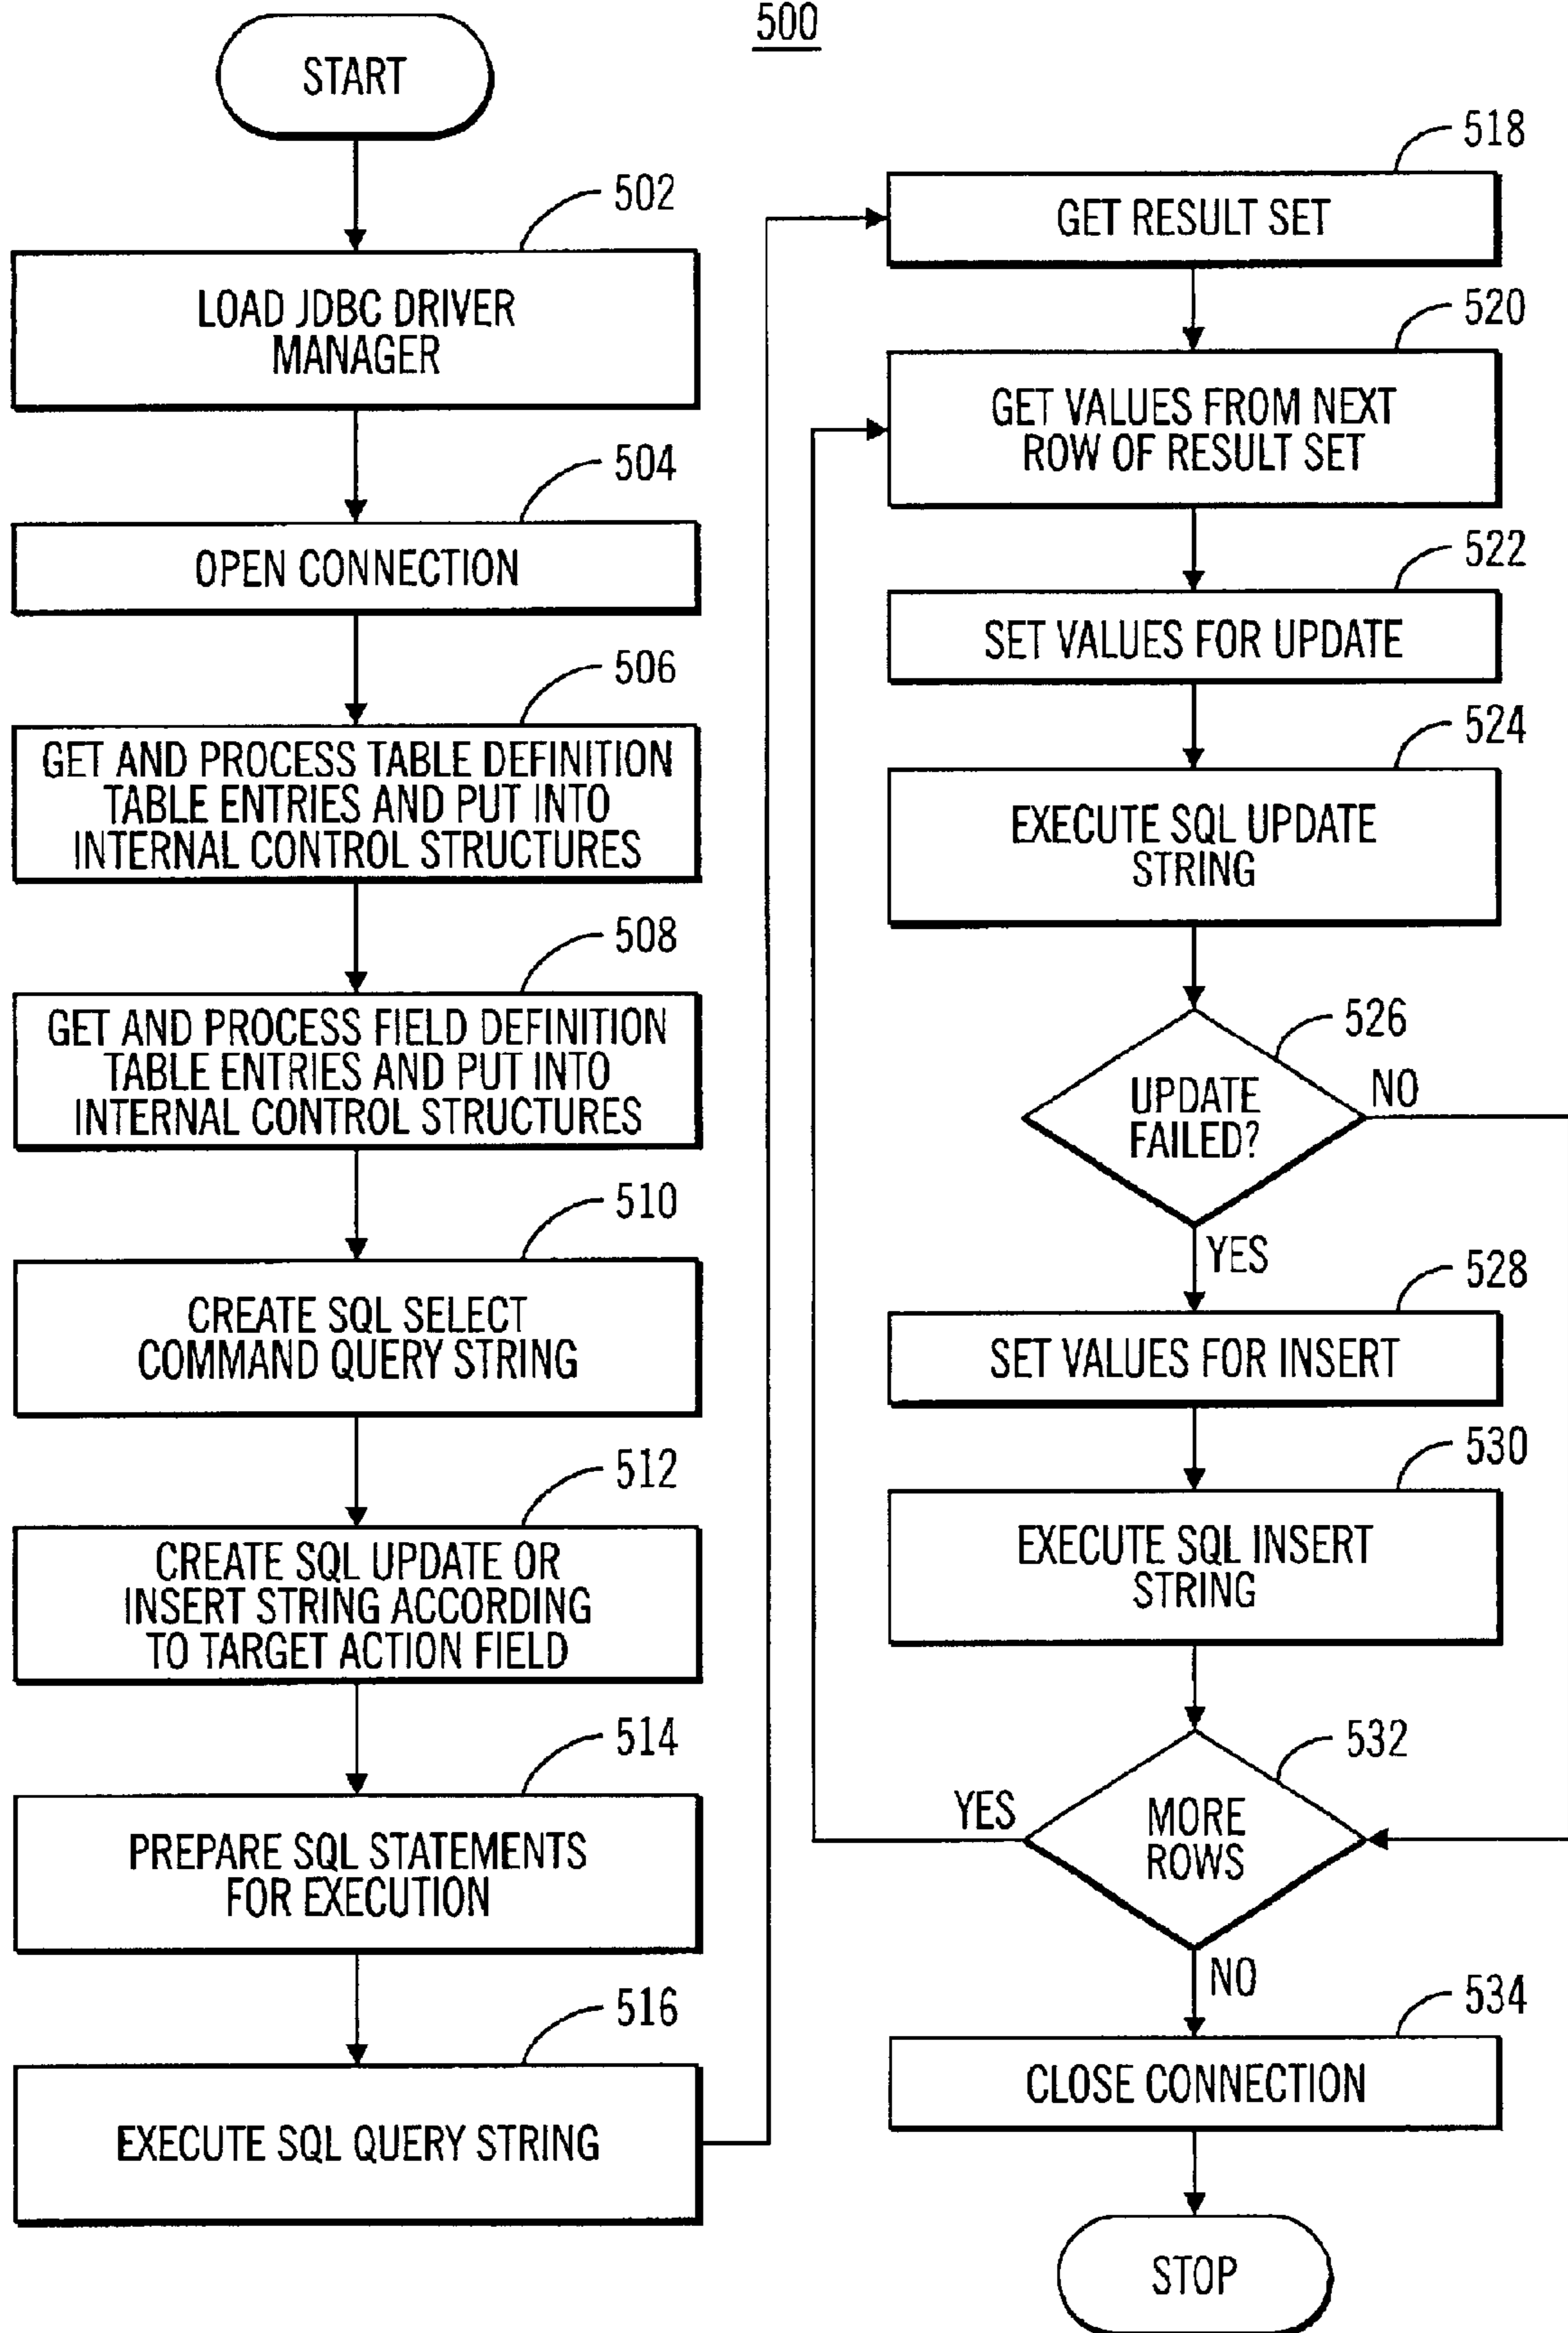 500
START
502
LOAD JDBC DRIVER
MANAGER
504
OPEN CONNECTION
506
GET AND PROCESS TABLE DEFINITION
TABLE ENTRIES AND PUT INTO
INTERNAL CONTROL STRUCTURES
508
GET AND PROCESS FIELD DEFINITION
TABLE ENTRIES AND PUT INTO
INTERNAL CONTROL STRUCTURES
510
CREATE SQL SELECT
COMMAND QUERY STRING
512
CREATE SQL UPDATE OR
INSERT STRING ACCORDING
TO TARGET ACTION FIELD
514
PREPARE SQL STATEMENTS
FOR EXECUTION
516
EXECUTE SQL QUERY STRING
518
GET RESULT SET
520
GET VALUES FROM NEXT
ROW OF RESULT SET
522
SET VALUES FOR UPDATE
524
EXECUTE SQL UPDATE
STRING
526
UPDATE
FAILED?
NO
YES
528
SET VALUES FOR INSERT
530
EXECUTE SQL INSERT
STRING
532
MORE
ROWS
YES
NO
534
CLOSE CONNECTION
STOP